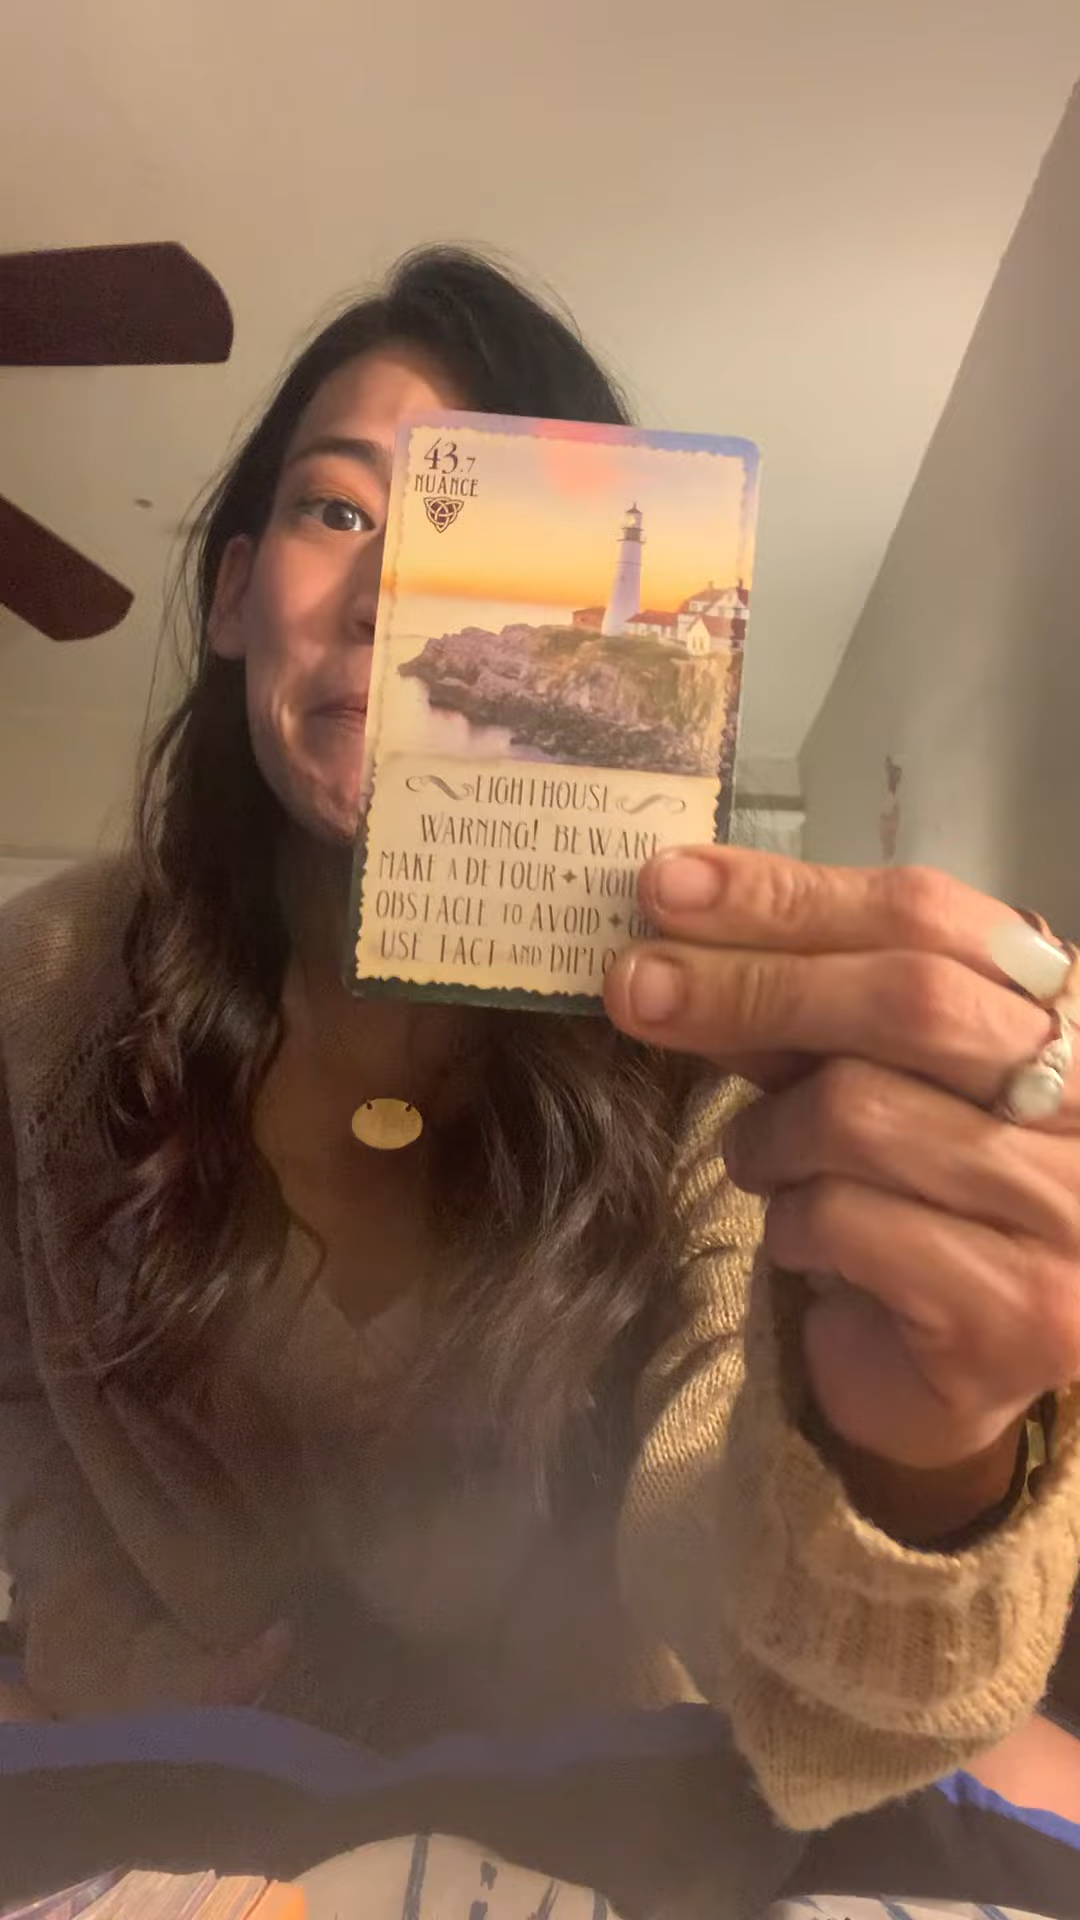 43.7
NUANCE
LIGHTHOUSE
WARNING! BEWARE
MAKE A DETOUR ✦
OBSTACLE TO AVOID ✦
USE TACT AND